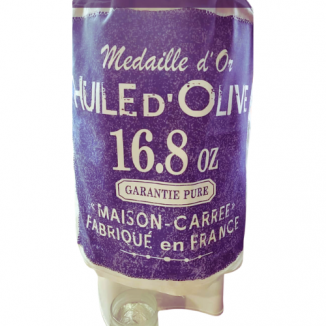 Medaille d'Or
HUILE D'OLIVE
16.8 OZ
GARANTIE PURE
«MAISON-CARREE»
FABRIQUÉ en FRANCE